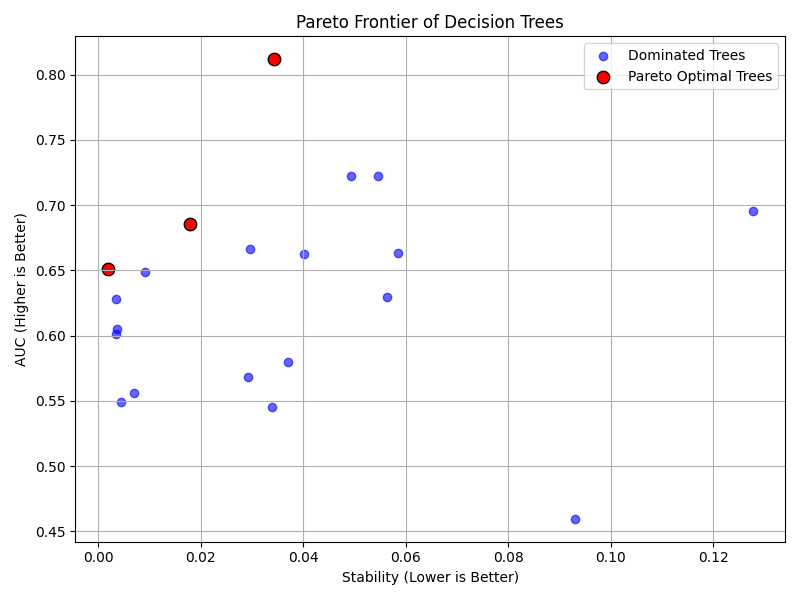 Pareto Frontier of Decision Trees
Dominated Trees
Pareto Optimal Trees
AUC (Higher is Better)
0.80
0.75
0.70
0.65
0.60
0.55
0.50
0.45
0.00 0.02 0.04 0.06 0.08 0.10 0.12
Stability (Lower is Better)